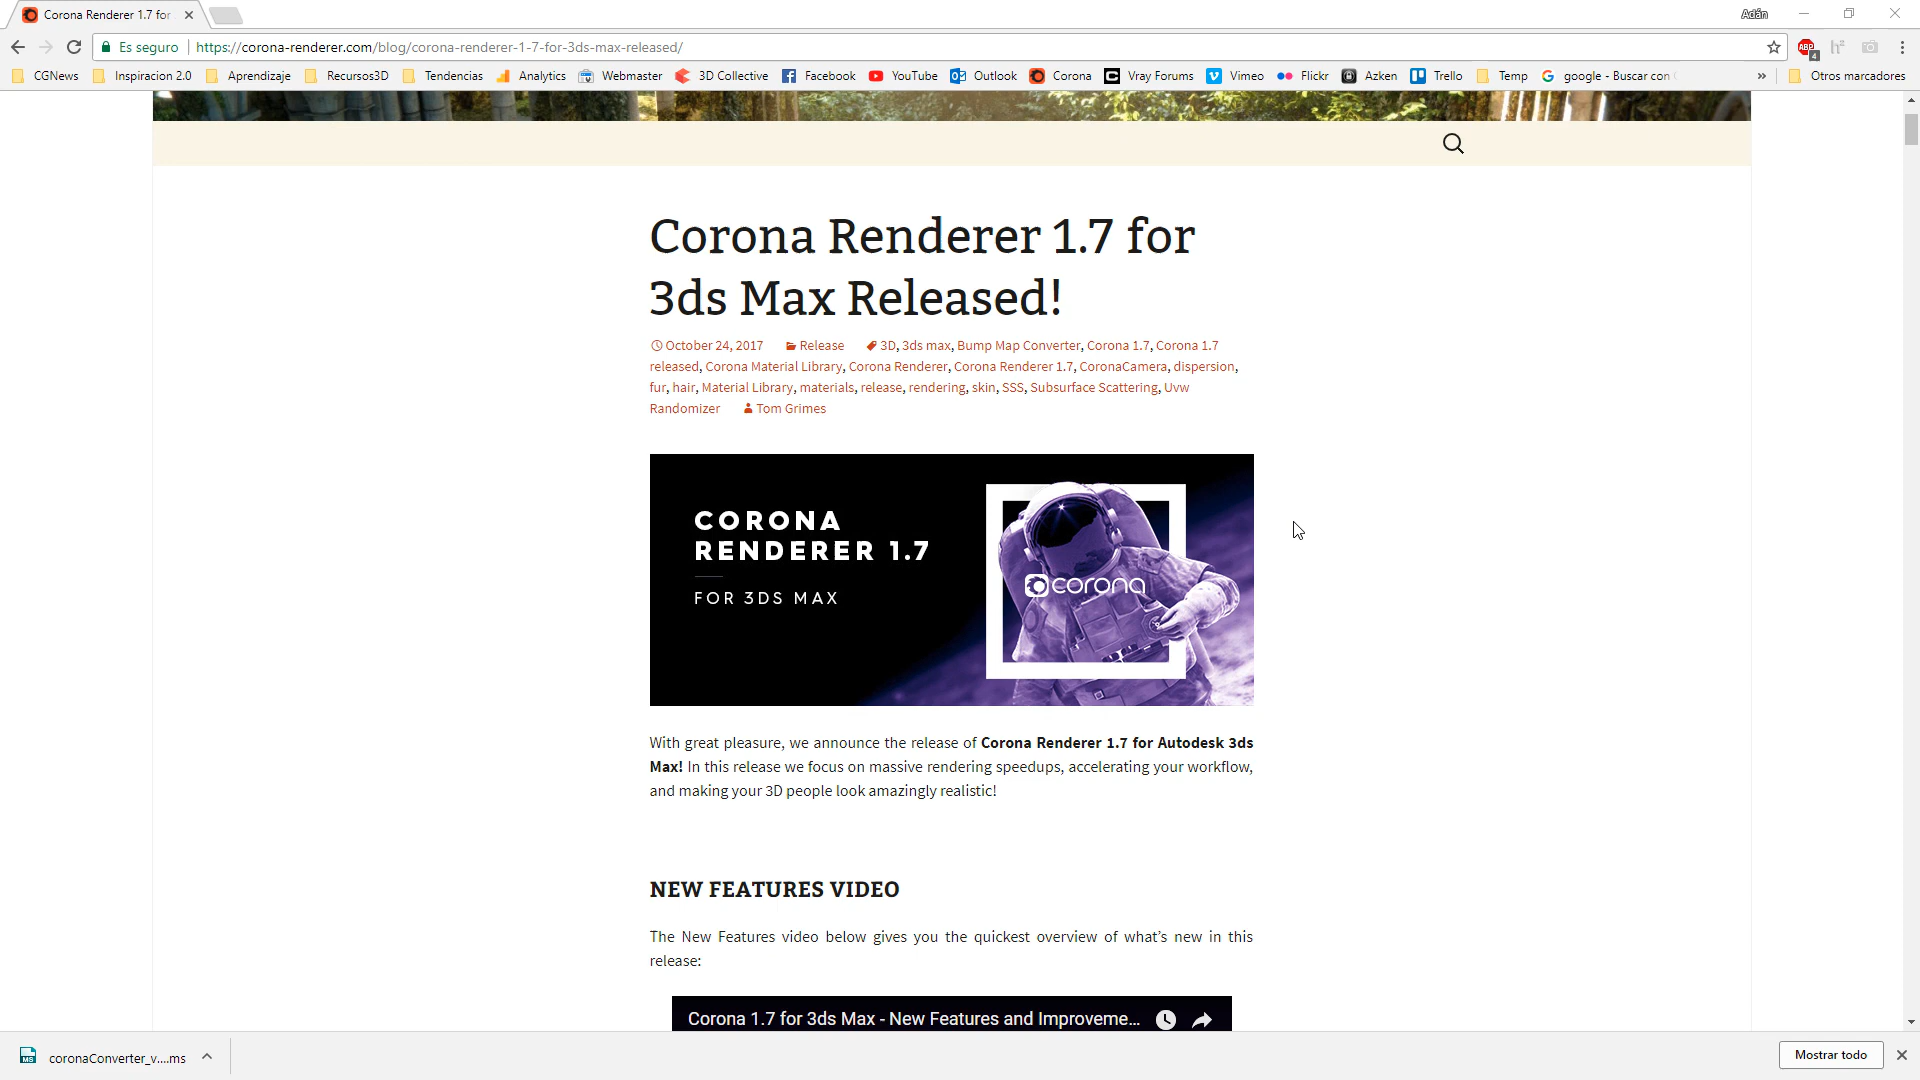 Corona Renderer 1.7 for
Adán
Es seguro
https://corona-renderer.com/blog/corona-renderer-1-7-for-3ds-max-released/
ABP
4
h²
CGNews
Inspiracion 2.0
Aprendizaje
Recursos3D
Tendencias
Analytics
Webmaster
3D Collective
Facebook
YouTube
Outlook
Corona
Vray Forums
Vimeo
Flickr
Azken
Trello
Temp
google - Buscar con
»
Otros marcadores
Corona Renderer 1.7 for
3ds Max Released!
October 24, 2017 Release 3D, 3ds max, Bump Map Converter, Corona 1.7, Corona 1.7
released, Corona Material Library, Corona Renderer, Corona Renderer 1.7, CoronaCamera, dispersion,
fur, hair, Material Library, materials, release, rendering, skin, SSS, Subsurface Scattering, Uvw
Randomizer Tom Grimes
CORONA
RENDERER 1.7
FOR 3DS MAX
corona
With great pleasure, we announce the release of Corona Renderer 1.7 for Autodesk 3ds
Max! In this release we focus on massive rendering speedups, accelerating your workflow,
and making your 3D people look amazingly realistic!
NEW FEATURES VIDEO
The New Features video below gives you the quickest overview of what's new in this
release:
Corona 1.7 for 3ds Max - New Features and Improveme...
MS
coronaConverter_v....ms
Mostrar todo